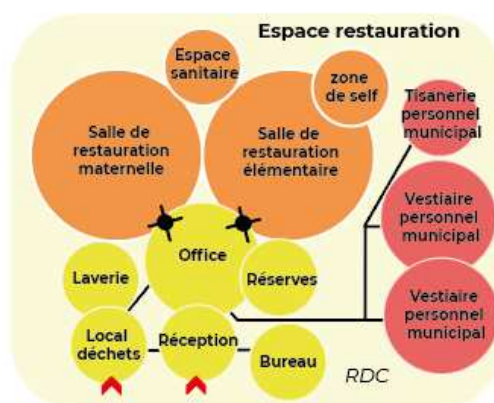 Espace restauration
Espace
sanitaire
zone
de self
Tisanerie
personnel
municipal
Salle de
restauration
maternelle
Salle de
restauration
élémentaire
Vestiaire
personnel
municipal
Office
Laverie
Réserves
Vestiaire
personnel
municipal
Local
déchets
Réception
Bureau
RDC